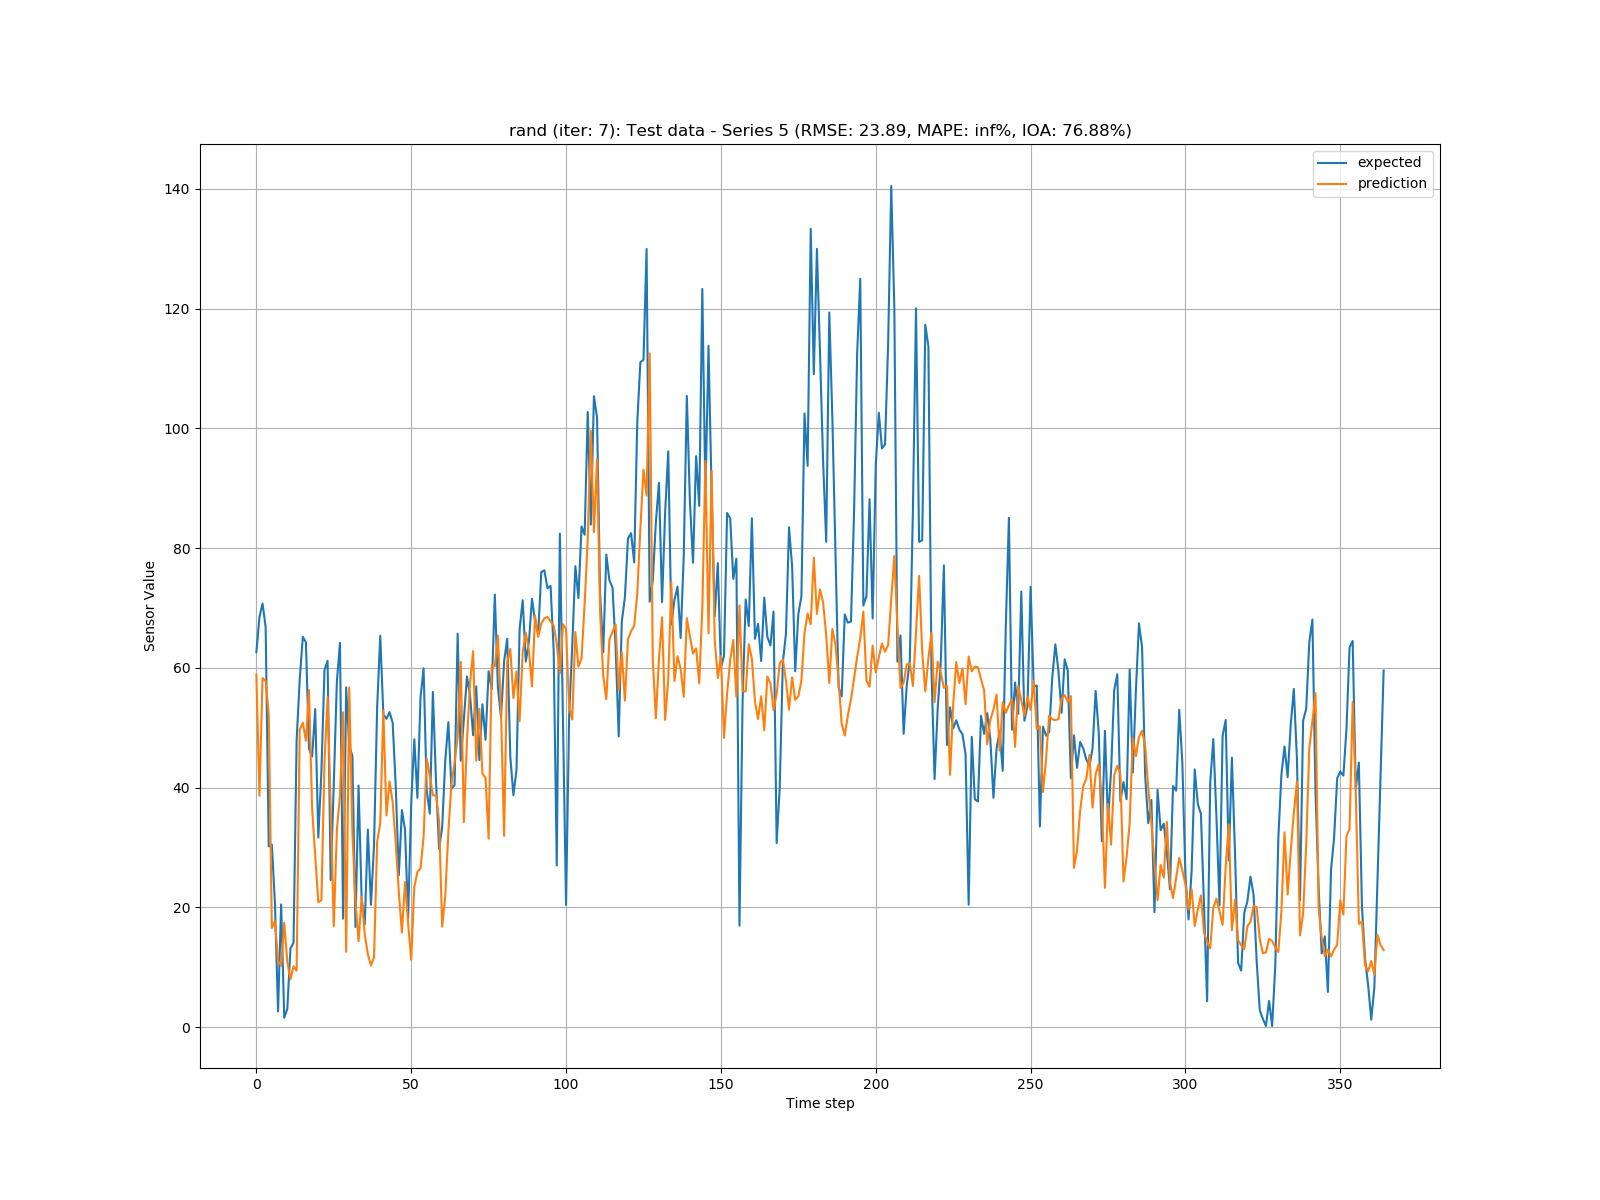 rand (iter: 7): Test data - Series 5 (RMSE: 23.89, MAPE: inf%, IOA: 76.88%)
expected
prediction
140
120
100
80
60
40
20
0
Sensor Value
0 50 100 150 200 250 300 350
Time step